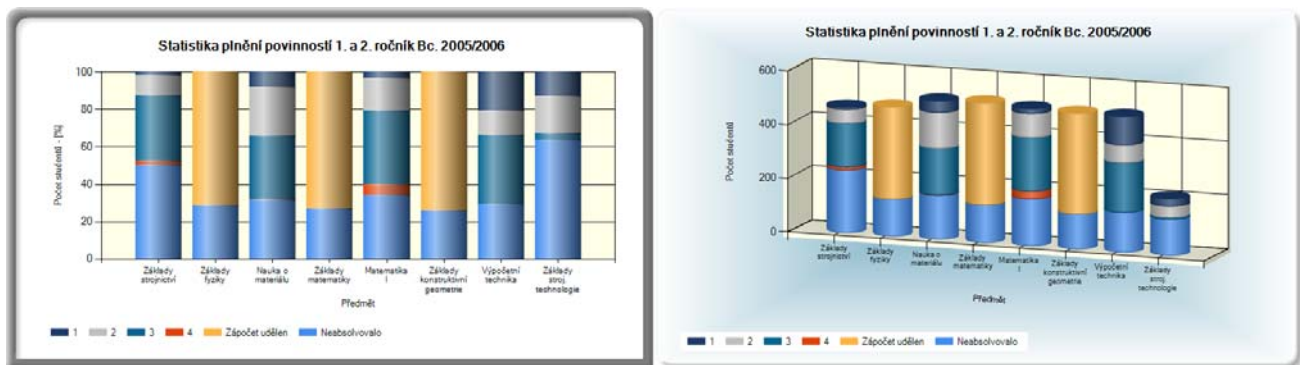 Statistika plnění povinností 1. a 2. ročník Bc. 2005/2006
100
80
60
40
20
0
Počet studentů - [%]
Základy
strojnictví
Základy
fyziky
Nauka o
materiálu
Základy
matematiky
Matematika
I
Základy
konstruktivní
geometrie
Výpočetní
technika
Základy
stroj.
technologie
Předmět
1 2 3 4 Zápočet udělen Neabsolvovalo
Statistika plnění povinností 1. a 2. ročník Bc. 2005/2006
600
400
200
0
Počet studentů
Základy
strojnictví
Základy
fyziky
Nauka o
materiálu
Základy
matematiky
Matematika
I
Základy
konstruktivní
geometrie
Výpočetní
technika
Základy
stroj.
technologie
Předmět
1 2 3 4 Zápočet udělen Neabsolvovalo